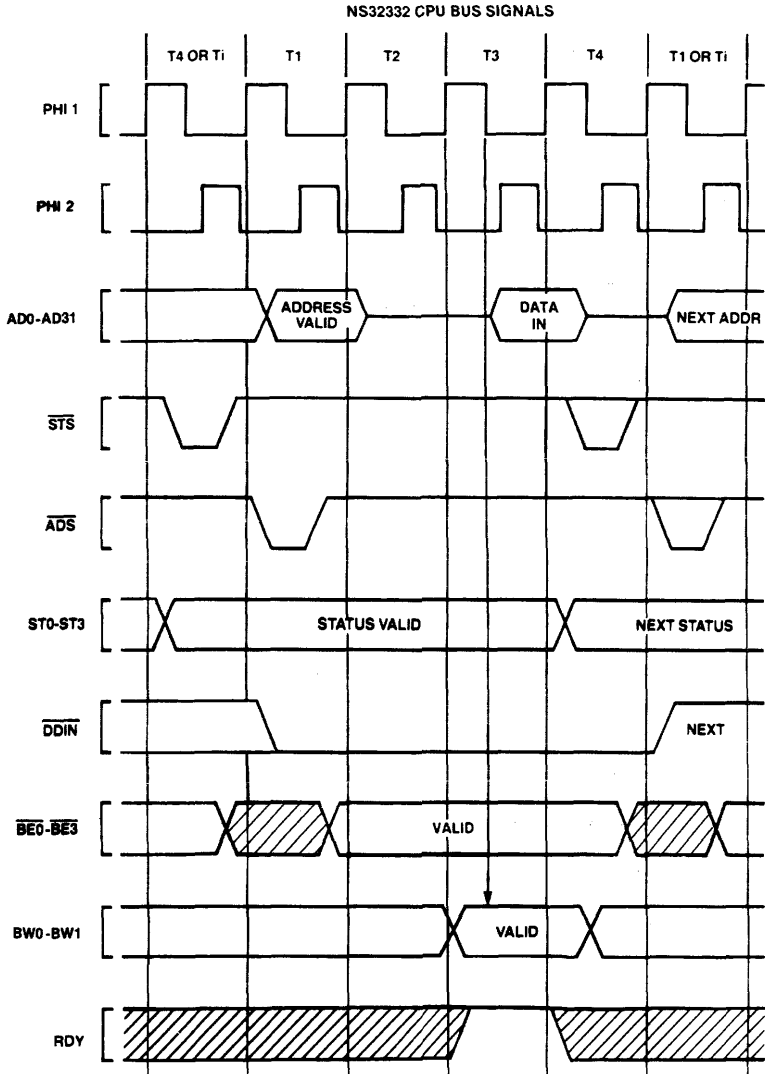 NS32332 CPU BUS SIGNALS
T4 OR Ti T1 T2 T3 T4 T1 OR Ti
PHI 1
PHI 2
AD0-AD31 ADDRESS VALID DATA IN NEXT ADDR
STS
ADS
ST0-ST3 STATUS VALID NEXT STATUS
DDIN NEXT
BE0-BE3 VALID
BW0-BW1 VALID
RDY